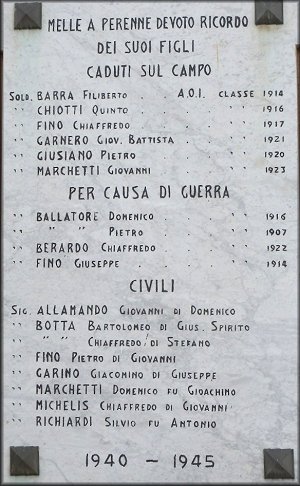 MELLE A PERENNE DEVOTO RICORDO
DEI SUOI FIGLI
CADUTI SUL CAMPO
SOLD. BARRA FILIBERTO A.O.I. CLASSE 1914
" CHIOTTI QUINTO . . " " 1916
" FINO CHIAFFREDO . " " 1917
" GARNERO GIOV. BATTISTA . " " 1921
" GIUSIANO PIETRO . " " 1920
" MARCHETTI GIOVANNI . " " 1923
PER CAUSA DI GUERRA
" BALLATORE DOMENICO . . " " 1916
" " " PIETRO . . " " 1907
" BERARDO CHIAFFREDO . " " 1922
" FINO GIUSEPPE . . " " 1914
CIVILI
SIG. ALLAMANDO GIOVANNI DI DOMENICO
" BOTTA BARTOLOMEO DI GIUS. SPIRITO
" " " CHIAFFREDO DI STEFANO
" FINO PIETRO DI GIOVANNI
" GARINO GIACOMINO DI GIUSEPPE
" MARCHETTI DOMENICO FU GIOACHINO
" MICHELIS CHIAFFREDO DI GIOVANNI
" RICHIARDI SILVIO FU ANTONIO
1940 – 1945